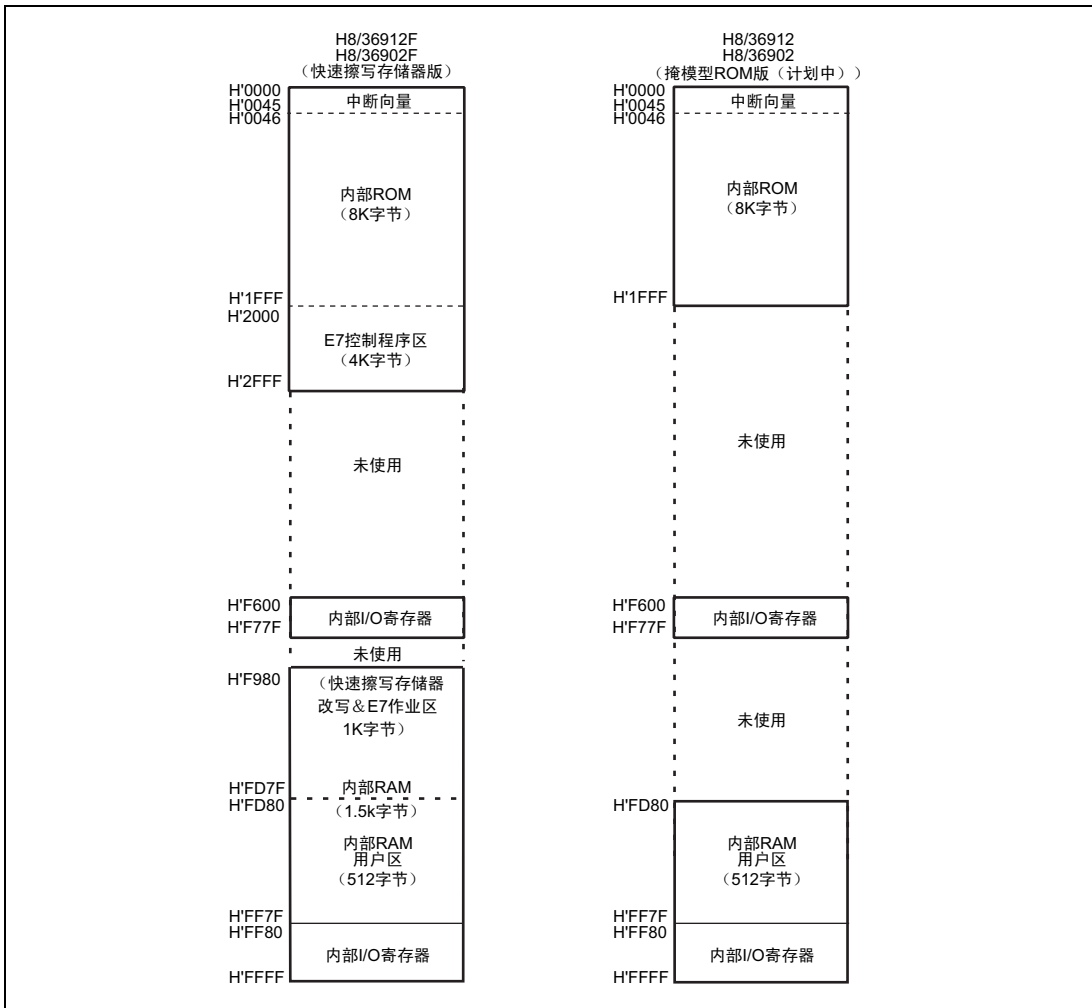 H8/36912F
H8/36902F
（快速擦写存储器版）
H'0000
H'0045
H'0046
中断向量
内部ROM
（8K字节）
H'1FFF
H'2000
E7控制程序区
（4K字节）
H'2FFF
未使用
H'F600
H'F77F
内部I/O寄存器
未使用
H'F980
（快速擦写存储器
改写&E7作业区
1K字节）
H'FD7F
H'FD80
内部RAM
（1.5k字节）
内部RAM
用户区
（512字节）
H'FF7F
H'FF80
内部I/O寄存器
H'FFFF
H8/36912
H8/36902
（掩模型ROM版（计划中））
H'0000
H'0045
H'0046
中断向量
内部ROM
（8K字节）
H'1FFF
未使用
H'F600
H'F77F
内部I/O寄存器
未使用
H'FD80
内部RAM
用户区
（512字节）
H'FF7F
H'FF80
内部I/O寄存器
H'FFFF